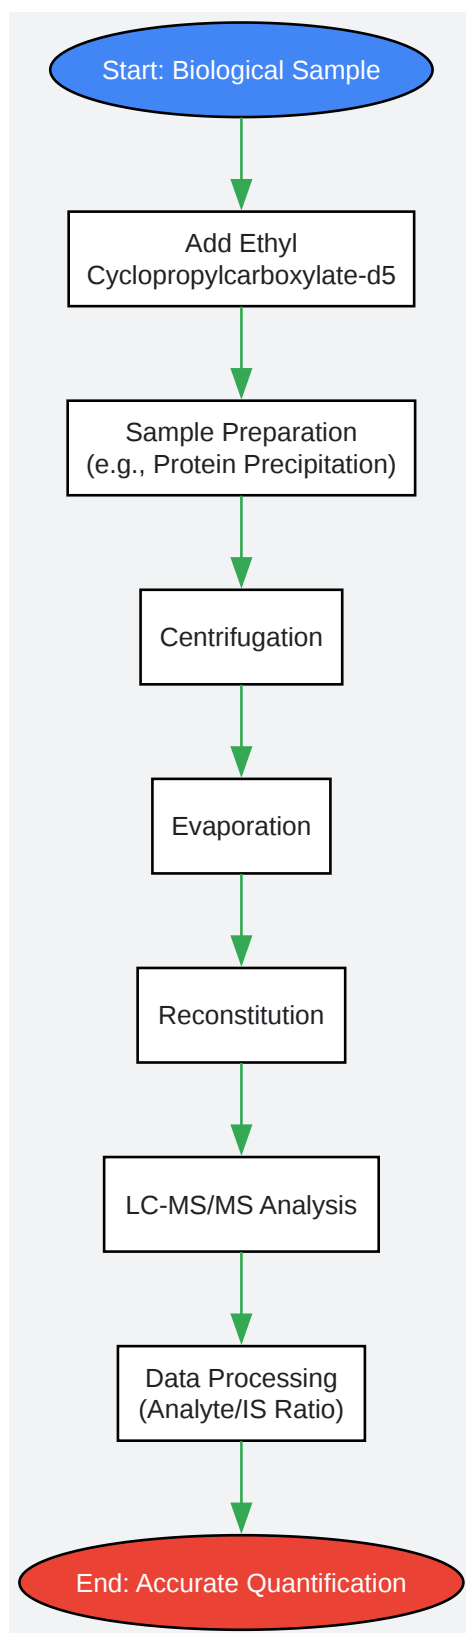 Start: Biological Sample
Add Ethyl
Cyclopropylcarboxylate-d5
Sample Preparation
(e.g., Protein Precipitation)
Centrifugation
Evaporation
Reconstitution
LC-MS/MS Analysis
Data Processing
(Analyte/IS Ratio)
End: Accurate Quantification